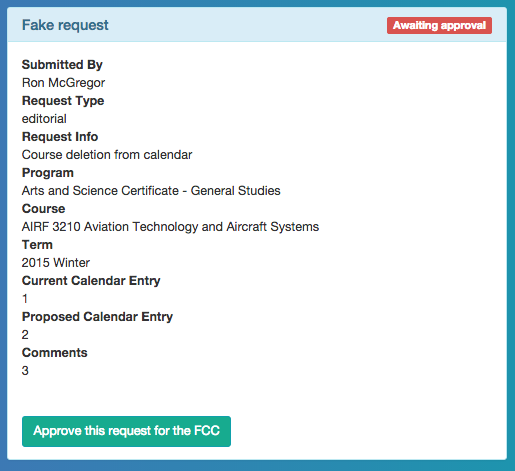 Fake request
Awaiting approval
Submitted By
Ron McGregor
Request Type
editorial
Request Info
Course deletion from calendar
Program
Arts and Science Certificate - General Studies
Course
AIRF 3210 Aviation Technology and Aircraft Systems
Term
2015 Winter
Current Calendar Entry
1
Proposed Calendar Entry
2
Comments
3
Approve this request for the FCC